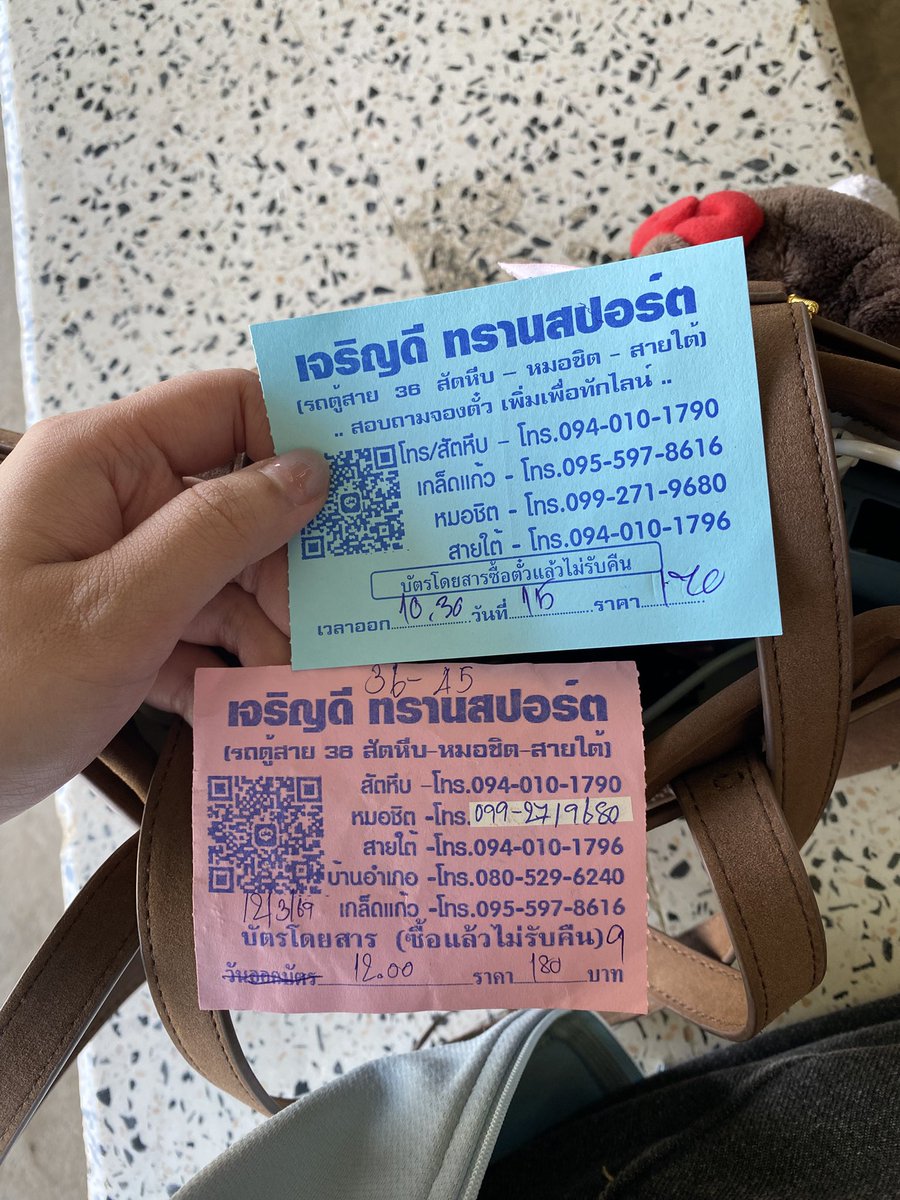 เจริญดี ทรานสปอร์ต
(รถตู้สาย 36 สัตหีบ - หมอชิต - สายใต้)
.. สอบถามจองตั๋ว เพิ่มเพื่อทักไลน์ ..
โทร/สัตหีบ - โทร.094-010-1790
เกล็ดแก้ว - โทร.095-597-8616
หมอชิต - โทร.099-271-9680
สายใต้ - โทร.094-010-1796
บัตรโดยสารซื้อตั๋วแล้วไม่รับคืน
เวลาออก 10.30 วันที่ 15 ราคา
36-45
เจริญดี ทรานสปอร์ต
(รถตู้สาย 36 สัตหีบ-หมอชิต-สายใต้)
สัตหีบ -โทร.094-010-1790
หมอชิต -โทร.099-2719680
สายใต้ -โทร.094-010-1796
บ้านอำเภอ -โทร.080-529-6240
12/3/69 เกล็ดแก้ว -โทร.095-597-8616
บัตรโดยสาร (ซื้อแล้วไม่รับคืน) 9
วันออกบัตร 12.00 ราคา 180 บาท